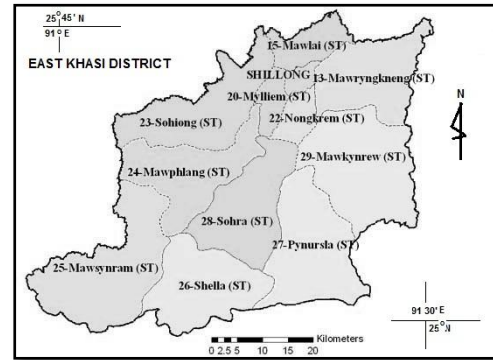 25° 45' N
91° E
EAST KHASI DISTRICT
15-Mawlai (ST)
SHILLONG
13-Mawryngkneng (ST)
20-Mylliem (ST)
N
23-Sohiong (ST)
22-Nongkrem (ST)
29-Mawkynrew (ST)
24-Mawphlang (ST)
28-Sohra (ST)
27-Pynursla (ST)
25-Mawsynram (ST)
26-Shella (ST)
91 30' E
25° N
Kilometers
0 2.5 5 10 15 20